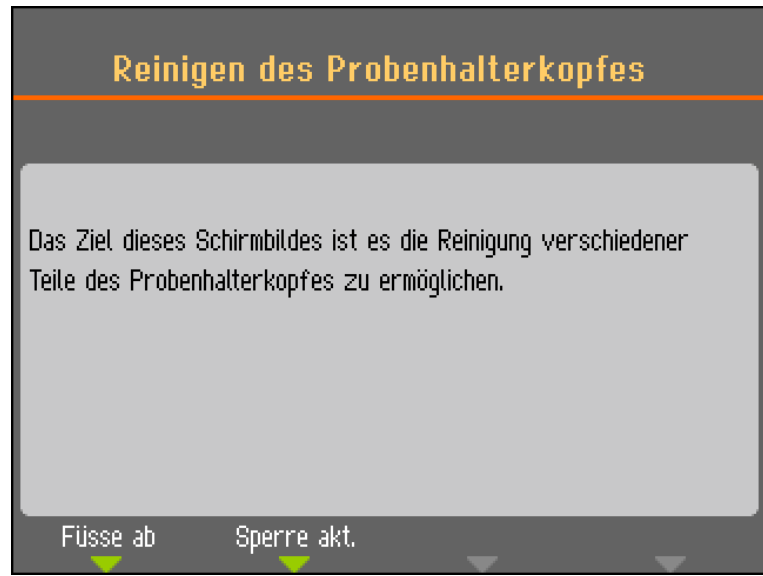 Reinigen des Probenhalterkopfes
Das Ziel dieses Schirmbildes ist es die Reinigung verschiedener
Teile des Probenhalterkopfes zu ermöglichen.
Füsse ab
Sperre akt.